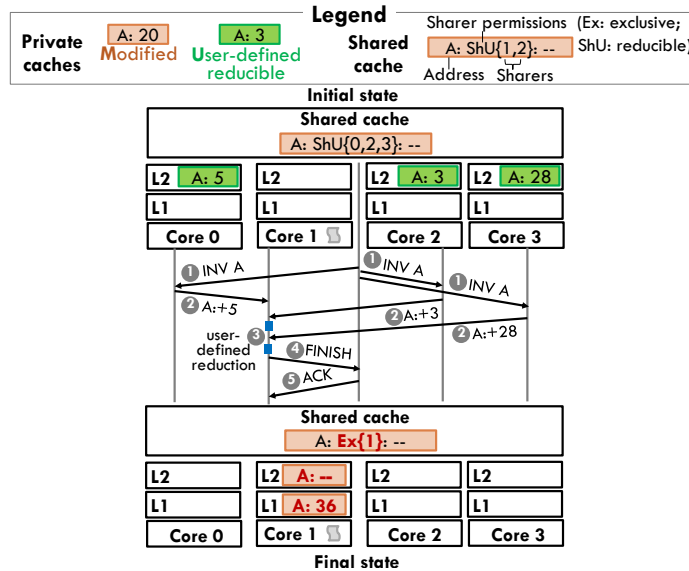 Legend
Private caches
A: 20
Modified
A: 3
User-defined reducible
Shared cache
Sharer permissions (Ex: exclusive; ShU: reducible)
A: ShU{1,2}: --
Address
Sharers
Initial state
Shared cache
A: ShU{0,2,3}: --
L2 A: 5
L2
L2 A: 3
L2 A: 28
L1
L1
L1
L1
Core 0
Core 1
Core 2
Core 3
1 INV A
1 INV A
1 INV A
2 A:+5
2 A:+3
2 A:+28
user-defined reduction
3
4 FINISH
5 ACK
Shared cache
A: Ex{1}: --
L2
L2 A: --
L2
L2
L1
L1 A: 36
L1
L1
Core 0
Core 1
Core 2
Core 3
Final state